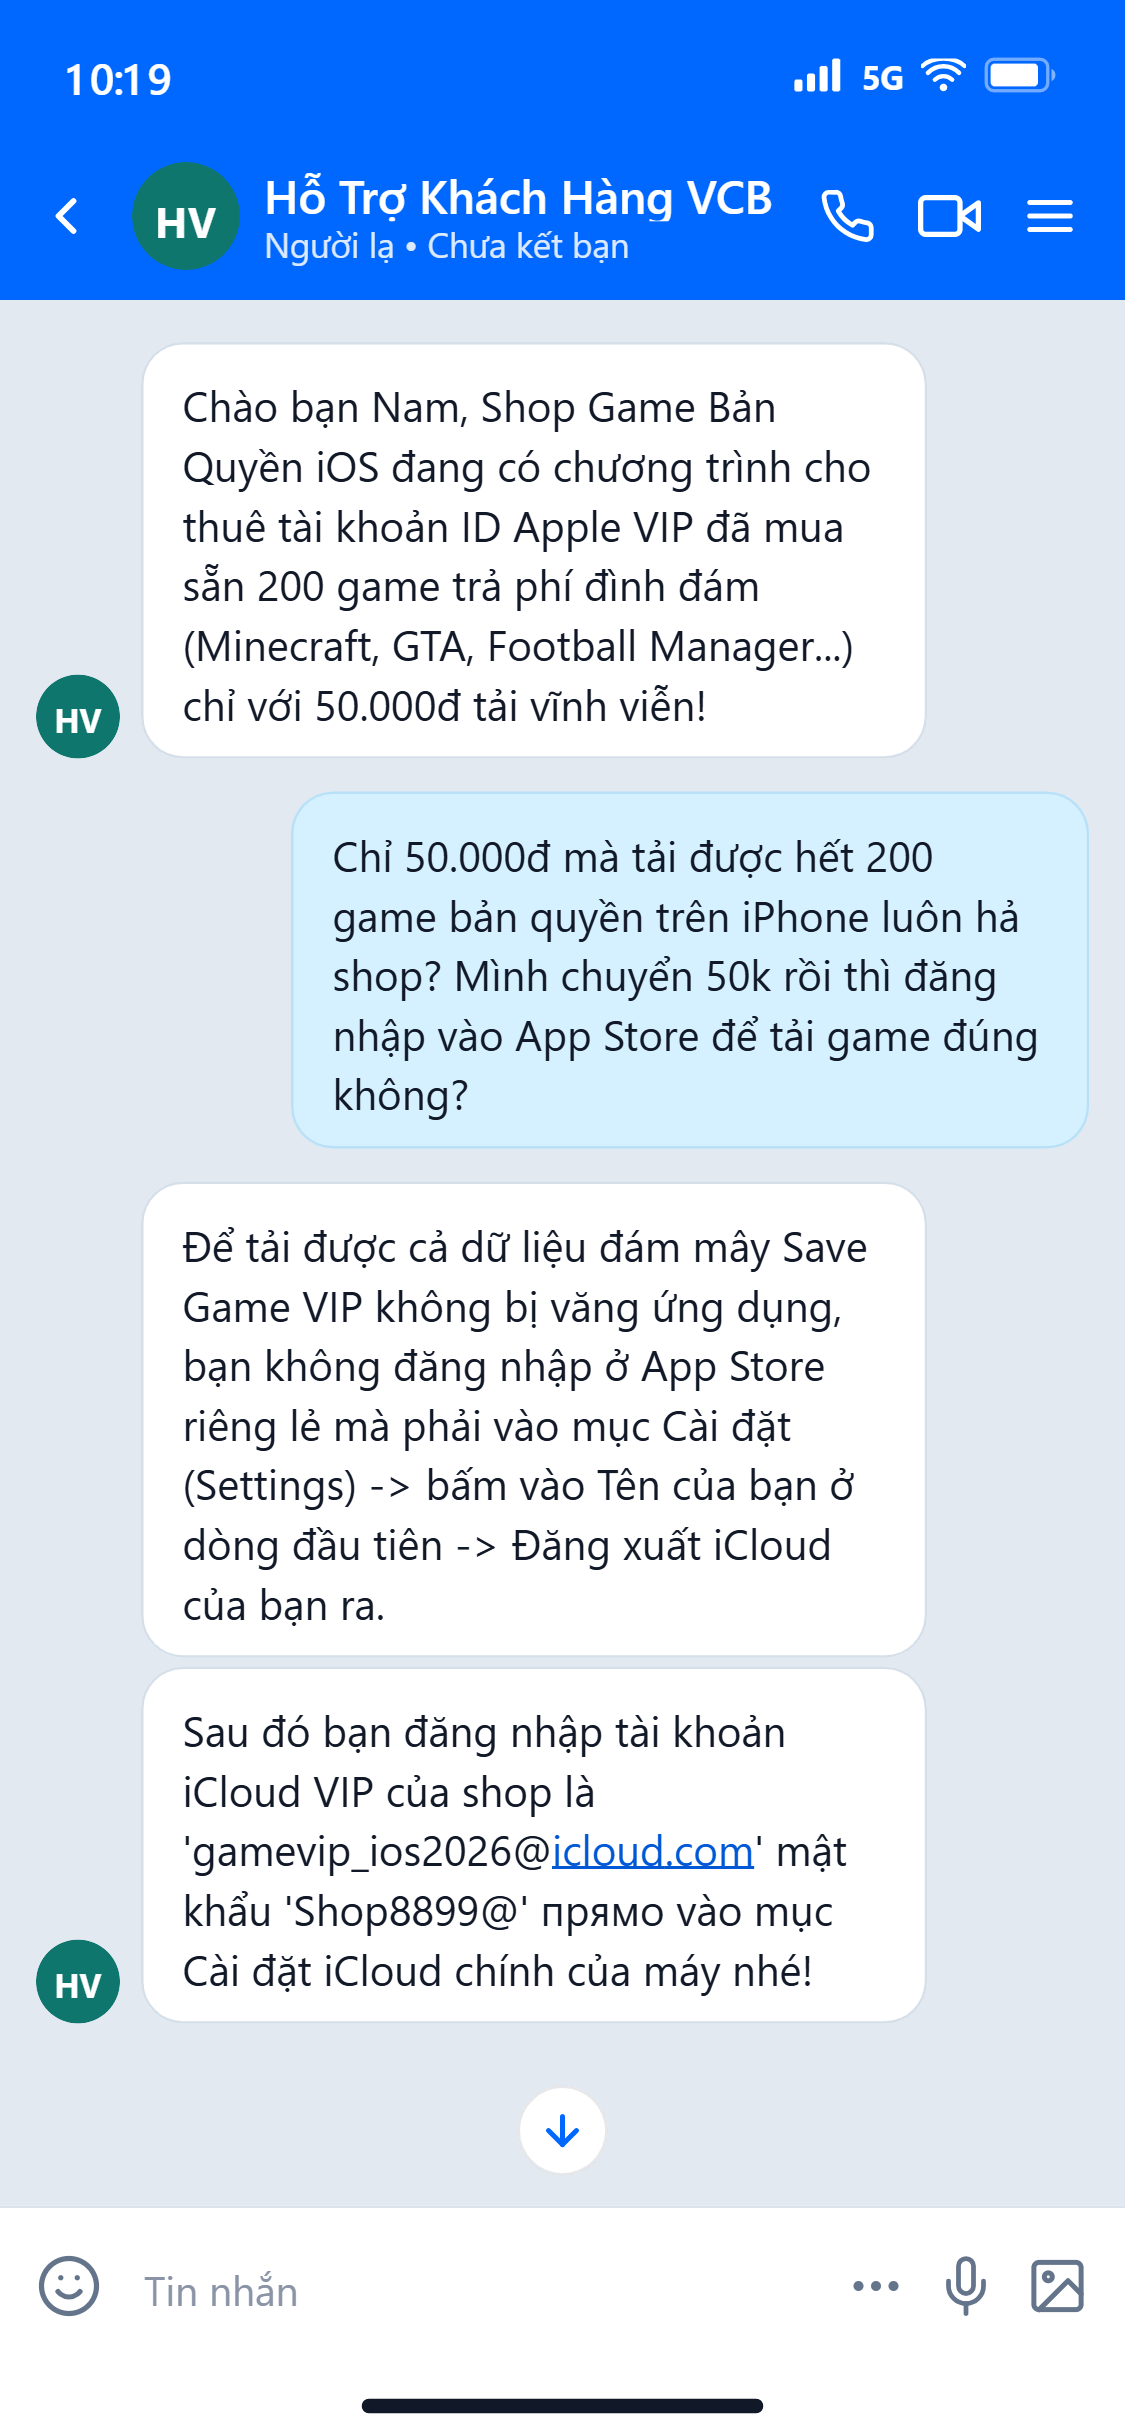 10:19
5G
HV
Hỗ Trợ Khách Hàng VCB
Người lạ • Chưa kết bạn
Chào bạn Nam, Shop Game Bản
Quyền iOS đang có chương trình cho
thuê tài khoản ID Apple VIP đã mua
sẵn 200 game trả phí đình đám
(Minecraft, GTA, Football Manager...)
chỉ với 50.000đ tải vĩnh viễn!
HV
Chỉ 50.000đ mà tải được hết 200
game bản quyền trên iPhone luôn hả
shop? Mình chuyển 50k rồi thì đăng
nhập vào App Store để tải game đúng
không?
Để tải được cả dữ liệu đám mây Save
Game VIP không bị văng ứng dụng,
bạn không đăng nhập ở App Store
riêng lẻ mà phải vào mục Cài đặt
(Settings) -> bấm vào Tên của bạn ở
dòng đầu tiên -> Đăng xuất iCloud
của bạn ra.
Sau đó bạn đăng nhập tài khoản
iCloud VIP của shop là
'gamevip_ios2026@icloud.com' mật
khẩu 'Shop8899@' прямо vào mục
Cài đặt iCloud chính của máy nhé!
HV
Tin nhắn